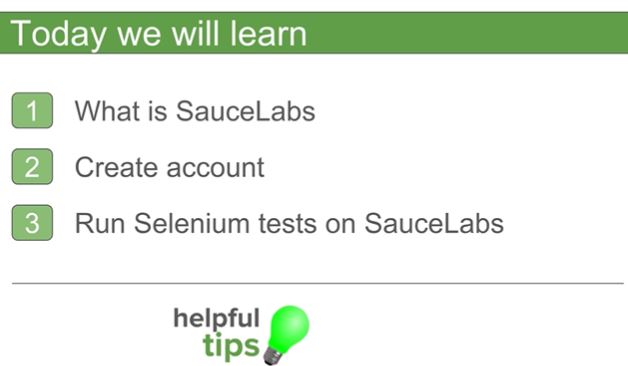 Today we will learn
1 What is SauceLabs
2 Create account
3 Run Selenium tests on SauceLabs
helpful
tips